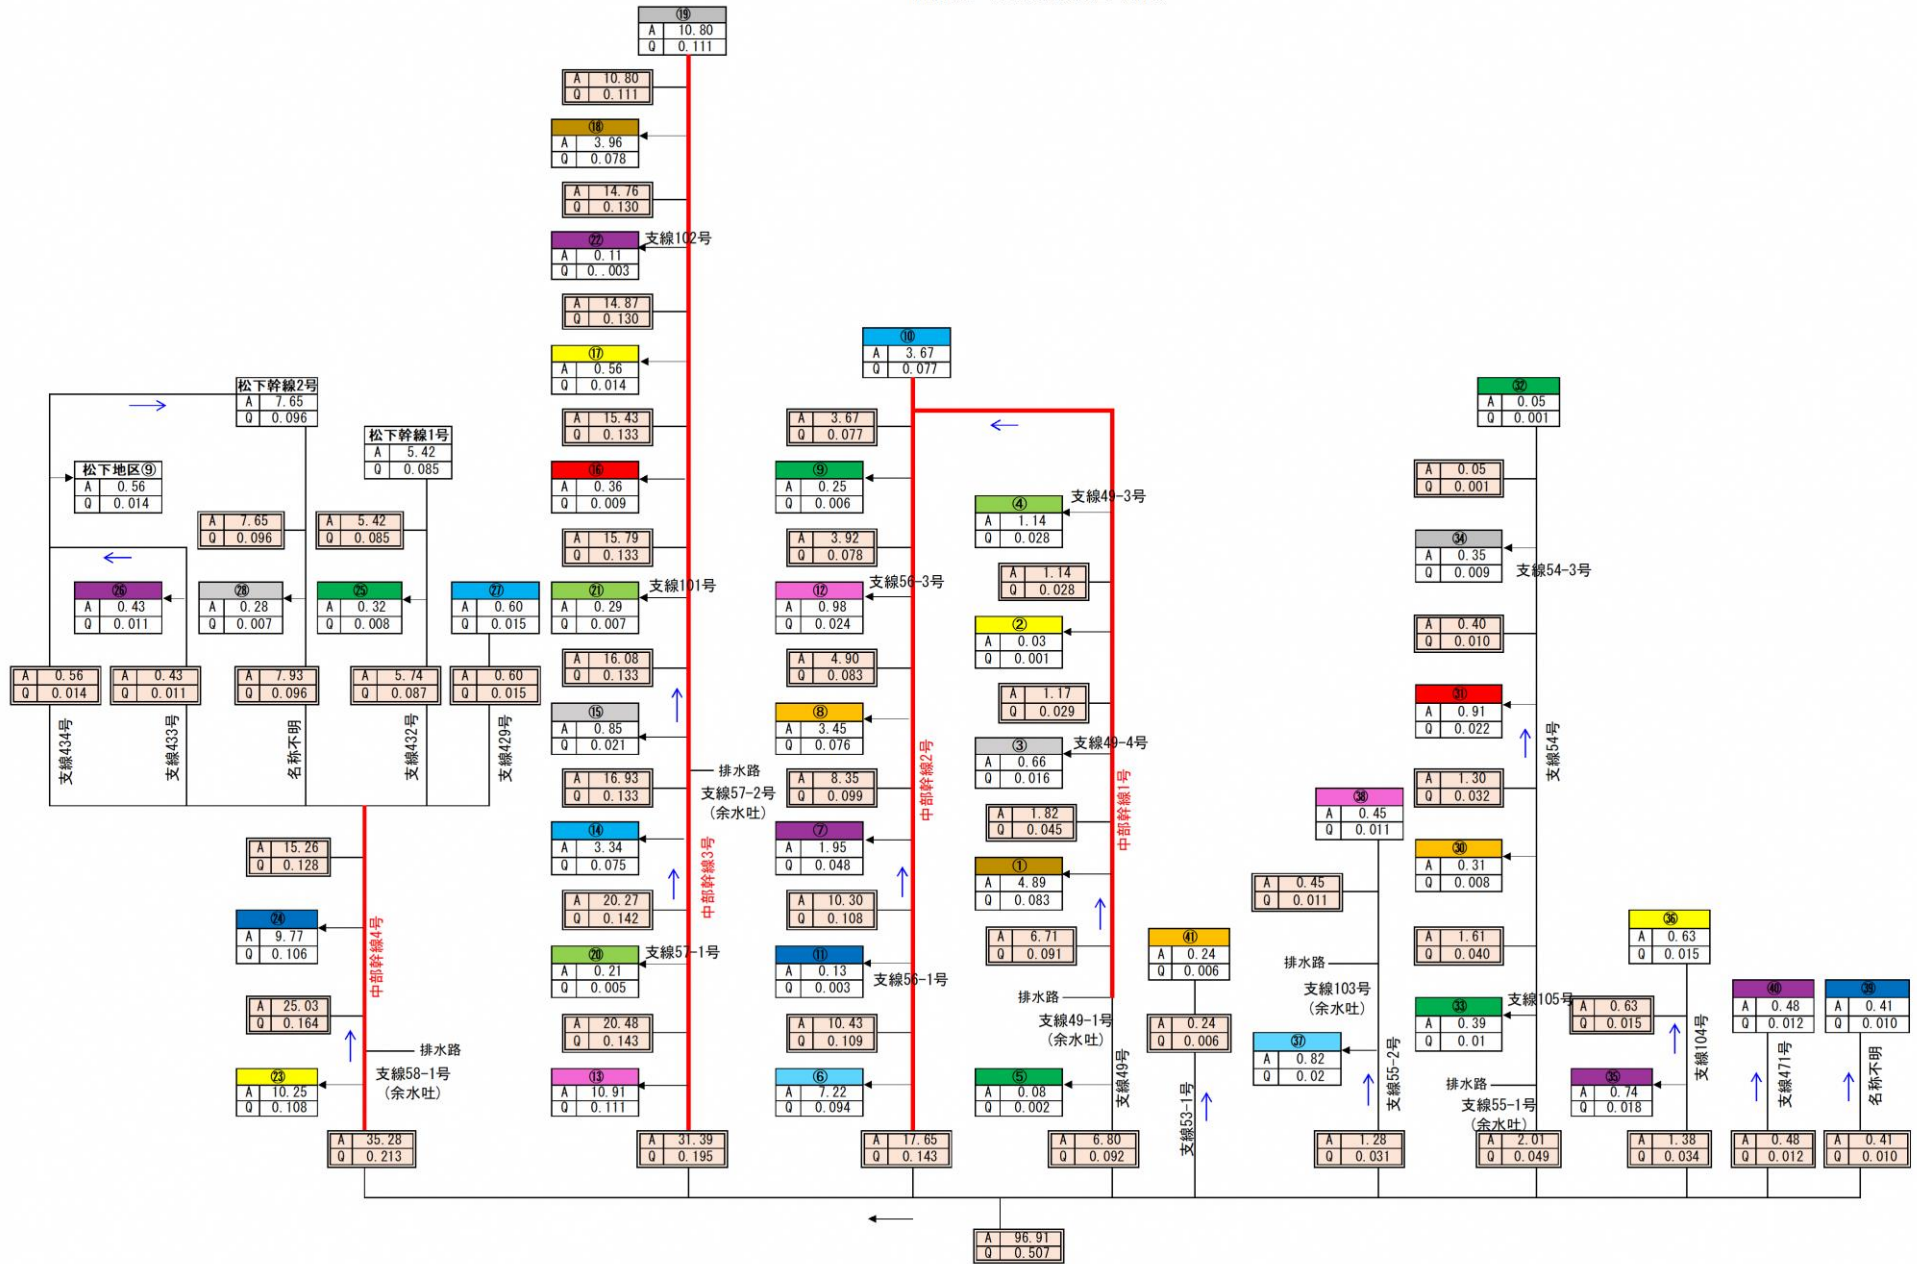 ⑲
A 10.80
Q 0.111
A 10.80
Q 0.111
⑱
A 3.96
Q 0.078
A 14.76
Q 0.130
㉒
支線102号
A 0.11
Q 0..003
A 14.87
Q 0.130
⑰
A 0.56
Q 0.014
A 15.43
Q 0.133
⑯
A 0.36
Q 0.009
A 15.79
Q 0.133
㉑
支線101号
A 0.29
Q 0.007
A 16.08
Q 0.133
⑮
A 0.85
Q 0.021
排水路
支線57-2号
(余水吐)
A 16.93
Q 0.133
⑭
A 3.34
Q 0.075
中部幹線3号
A 20.27
Q 0.142
⑳
支線57-1号
A 0.21
Q 0.005
A 20.48
Q 0.143
⑬
A 10.91
Q 0.111
A 31.39
Q 0.195
松下幹線2号
A 7.65
Q 0.096
松下幹線1号
A 5.42
Q 0.085
松下地区⑨
A 0.56
Q 0.014
A 7.65
Q 0.096
A 5.42
Q 0.085
㉖
A 0.43
Q 0.011
㉘
A 0.28
Q 0.007
㉕
A 0.32
Q 0.008
㉗
A 0.60
Q 0.015
A 0.56
Q 0.014
A 0.43
Q 0.011
A 7.93
Q 0.096
A 5.74
Q 0.087
A 0.60
Q 0.015
支線434号
支線433号
名称不明
支線432号
支線429号
A 15.26
Q 0.128
㉔
A 9.77
Q 0.106
中部幹線4号
A 25.03
Q 0.164
排水路
支線58-1号
(余水吐)
㉓
A 10.25
Q 0.108
A 35.28
Q 0.213
⑩
A 3.67
Q 0.077
A 3.67
Q 0.077
⑨
A 0.25
Q 0.006
A 3.92
Q 0.078
⑫
支線56-3号
A 0.98
Q 0.024
A 4.90
Q 0.083
⑧
A 3.45
Q 0.076
中部幹線2号
A 8.35
Q 0.099
⑦
A 1.95
Q 0.048
A 10.30
Q 0.108
⑪
A 0.13
Q 0.003
支線56-1号
A 10.43
Q 0.109
⑥
A 7.22
Q 0.094
A 17.65
Q 0.143
④
支線49-3号
A 1.14
Q 0.028
A 1.14
Q 0.028
②
A 0.03
Q 0.001
A 1.17
Q 0.029
③
支線49-4号
A 0.66
Q 0.016
A 1.82
Q 0.045
中部幹線1号
①
A 4.89
Q 0.083
A 6.71
Q 0.091
排水路
支線49-1号
(余水吐)
⑤
A 0.08
Q 0.002
支線49号
A 6.80
Q 0.092
㊶
A 0.24
Q 0.006
A 0.24
Q 0.006
支線53-1号
㊳
A 0.45
Q 0.011
A 0.45
Q 0.011
排水路
支線103号
(余水吐)
㊲
A 0.82
Q 0.02
支線55-2号
A 1.28
Q 0.031
㉜
A 0.05
Q 0.001
A 0.05
Q 0.001
㉞
A 0.35
Q 0.009
支線54-3号
A 0.40
Q 0.010
㉛
A 0.91
Q 0.022
支線54号
A 1.30
Q 0.032
㉚
A 0.31
Q 0.008
A 1.61
Q 0.040
㉝
支線105号
A 0.39
Q 0.01
排水路
支線55-1号
(余水吐)
A 2.01
Q 0.049
㊱
A 0.63
Q 0.015
A 0.63
Q 0.015
支線104号
㉟
A 0.74
Q 0.018
A 1.38
Q 0.034
㊵
A 0.48
Q 0.012
支線471号
A 0.48
Q 0.012
㊴
A 0.41
Q 0.010
名称不明
A 0.41
Q 0.010
A 96.91
Q 0.507